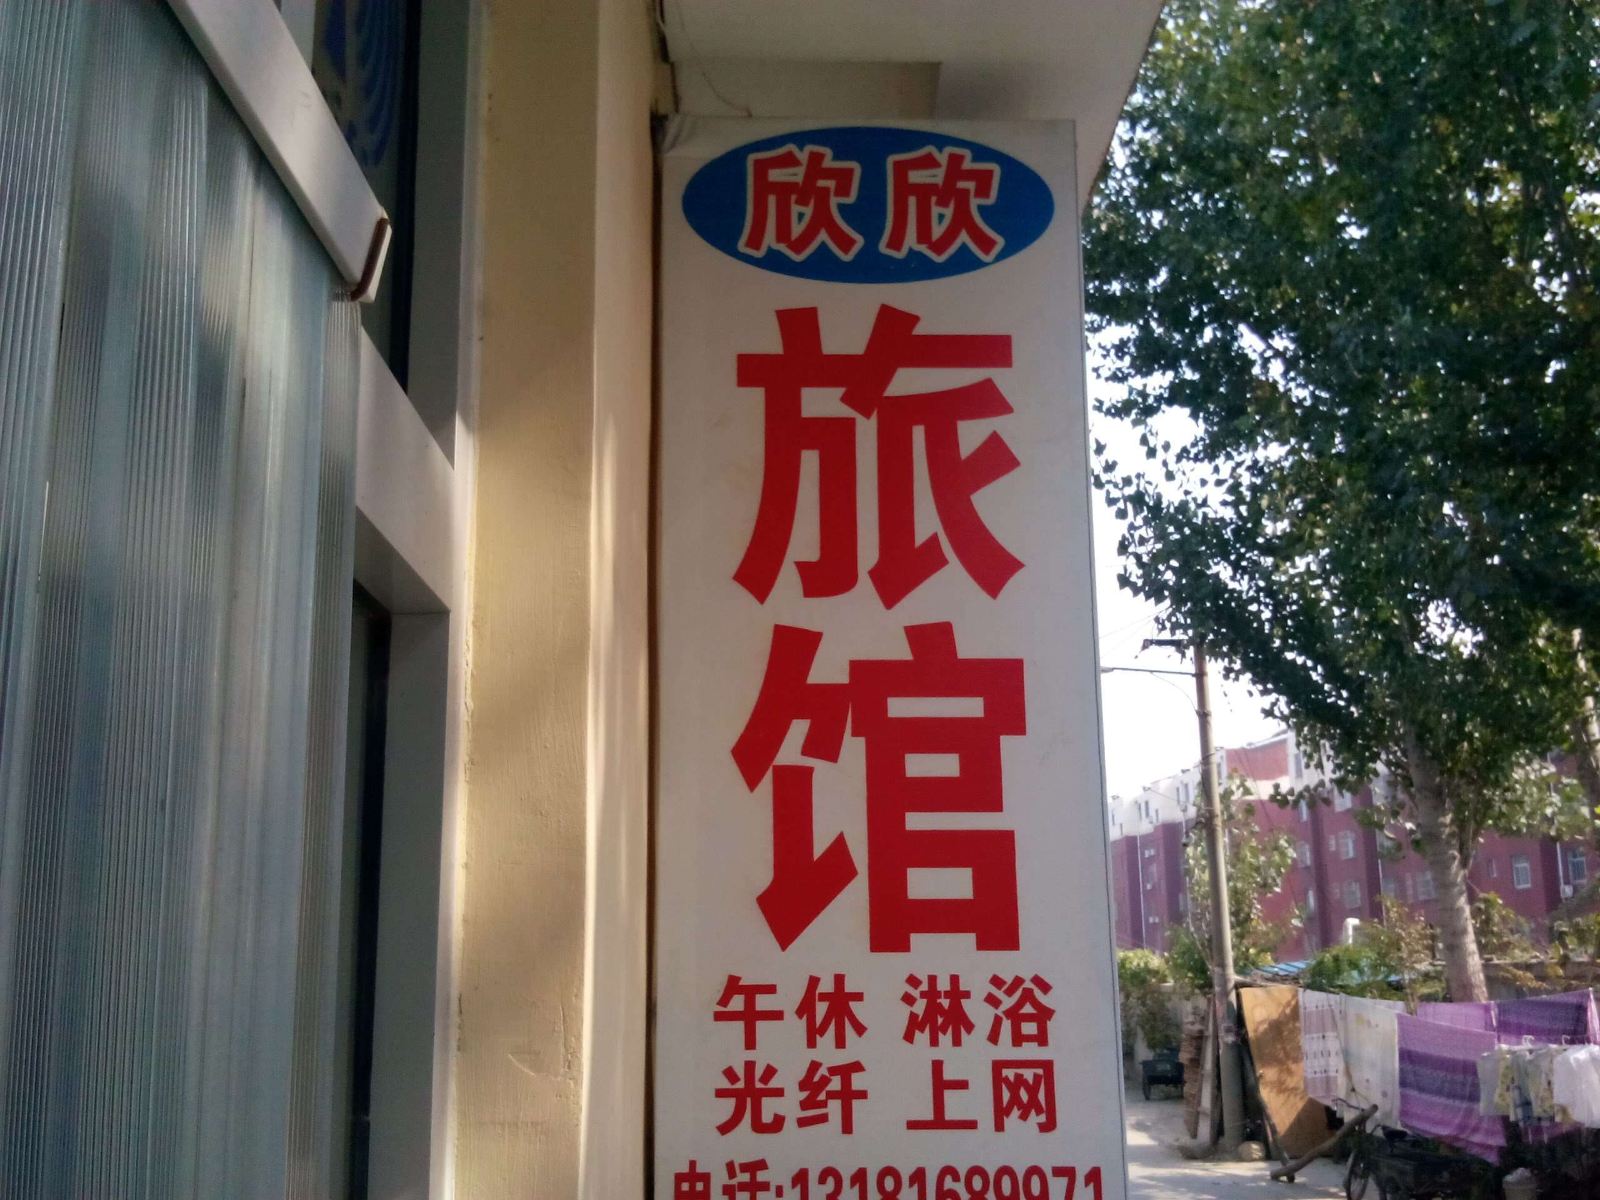 欣欣
旅馆
午休 淋浴
光纤 上网
电话:13181689971